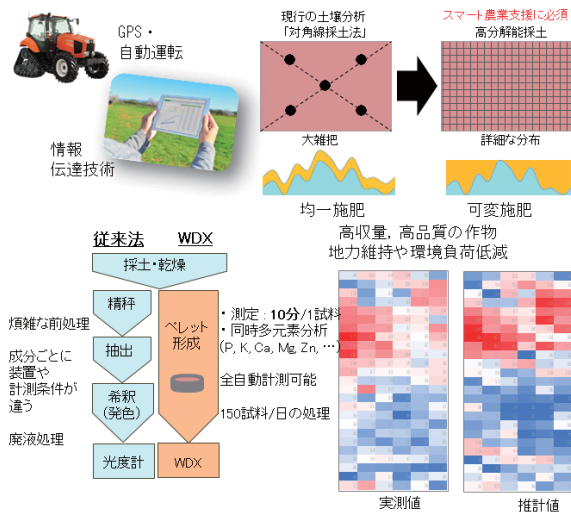 GPS・
自動運転
情報
伝達技術
現行の土壌分析
「対角線採土法」
大雑把
均一施肥
スマート農業支援に必須
高分解能採土
詳細な分布
可変施肥
高収量，高品質の作物
地力維持や環境負荷低減
従来法
WDX
採土・乾燥
精秤
抽出
希釈
(発色)
光度計
ペレット
形成
WDX
煩雑な前処理
成分ごとに
装置や
計測条件が
違う
廃液処理
・測定：10分/1試料
・同時多元素分析
(P, K, Ca, Mg, Zn, …)
全自動計測可能
150試料/日の処理
実測値
推計値